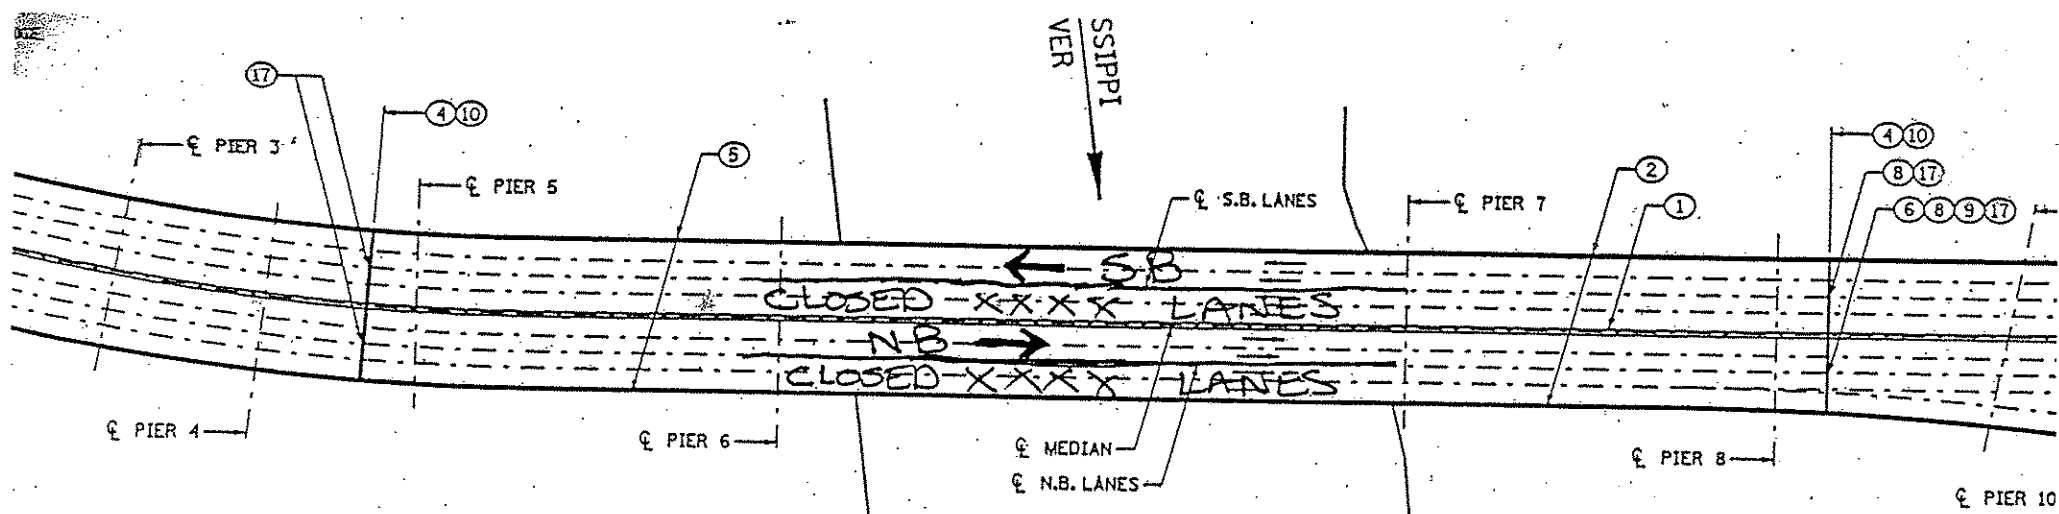 SSIPPI
VER
17
4 10
℄ PIER 3
℄ PIER 5
5
℄ S.B. LANES
℄ PIER 7
2
1
4 10
8 17
6 8 9 17
S.B
CLOSED XXXX LANES
N-B
CLOSED XXXX LANES
℄ PIER 4
℄ PIER 6
℄ MEDIAN
℄ N.B. LANES
℄ PIER 8
℄ PIER 10